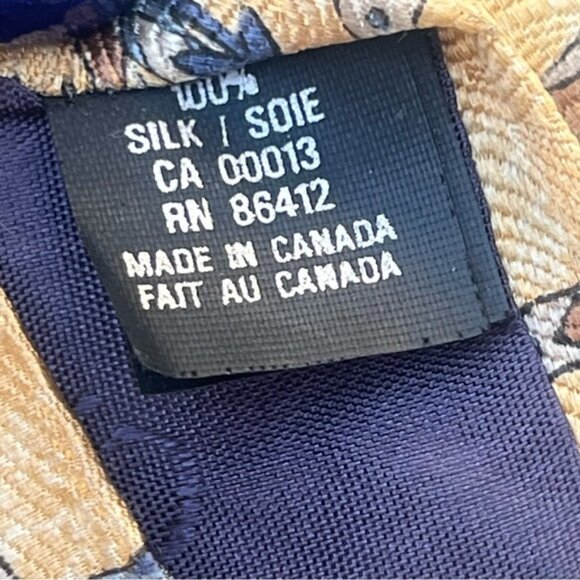 100%
SILK / SOIE
CA 00013
RN 86412
MADE IN CANADA
FAIT AU CANADA